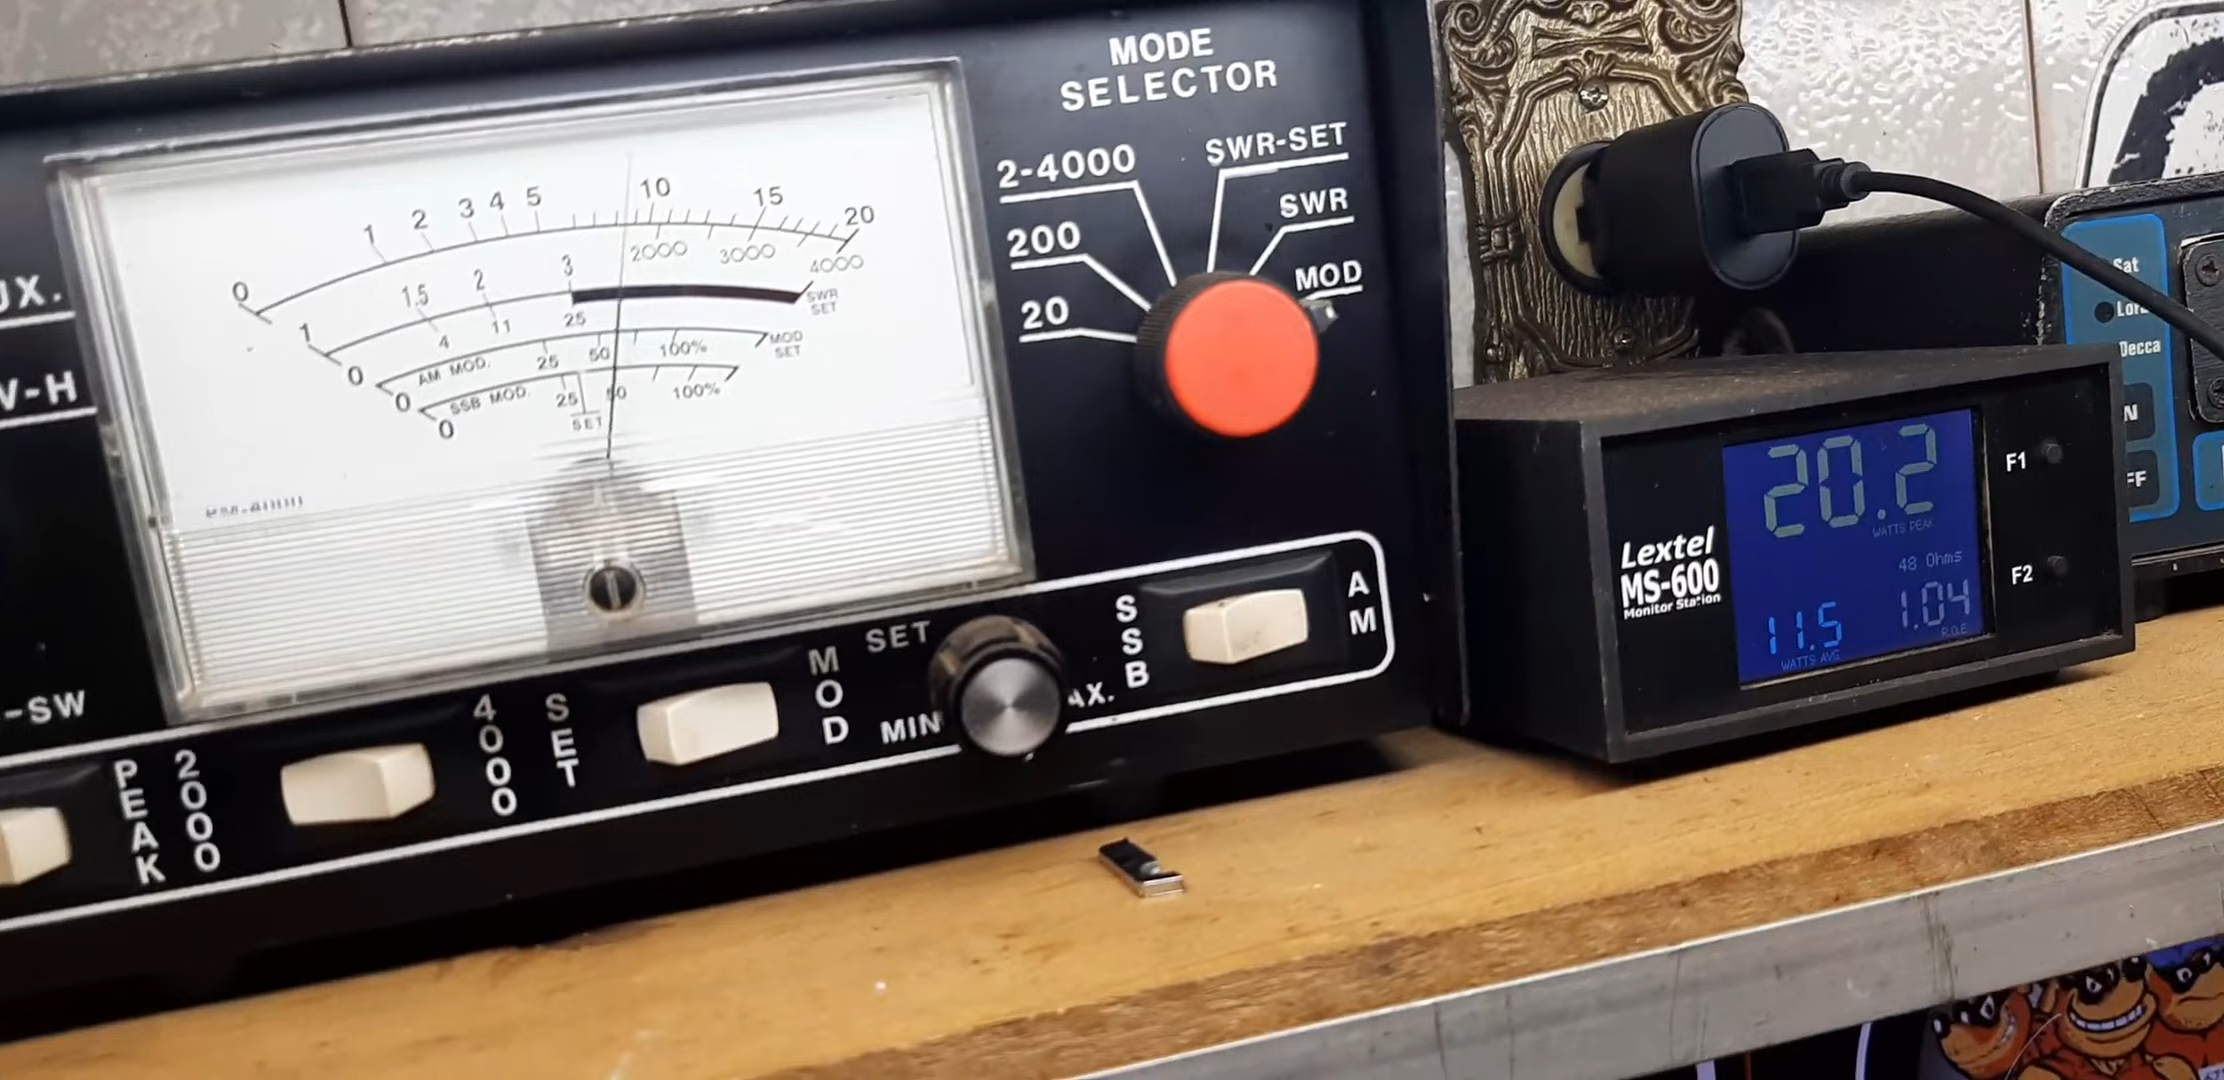 MODE
SELECTOR
2-4000
SWR-SET
200
SWR
20
MOD
UX.
V-H
-SW
0 1 2 3 4 5 10 15 20
2000 3000 4000
1 1.5 2 3
SWR
SET
0 4 11 25
AM MOD. 25 50 100%
MOD
SET
0
SSB MOD. 25 50 100%
0
SET
PEAK
2000
4000
SET
MOD
SET
MIN
AX.
SSB
AM
Lextel
MS-600
Monitor Station
20.2
WATTS PEAK
48 Ohms
11.5
WATTS AVG
1.04
R.O.E
F1
F2
Sat
Decca
N
FF